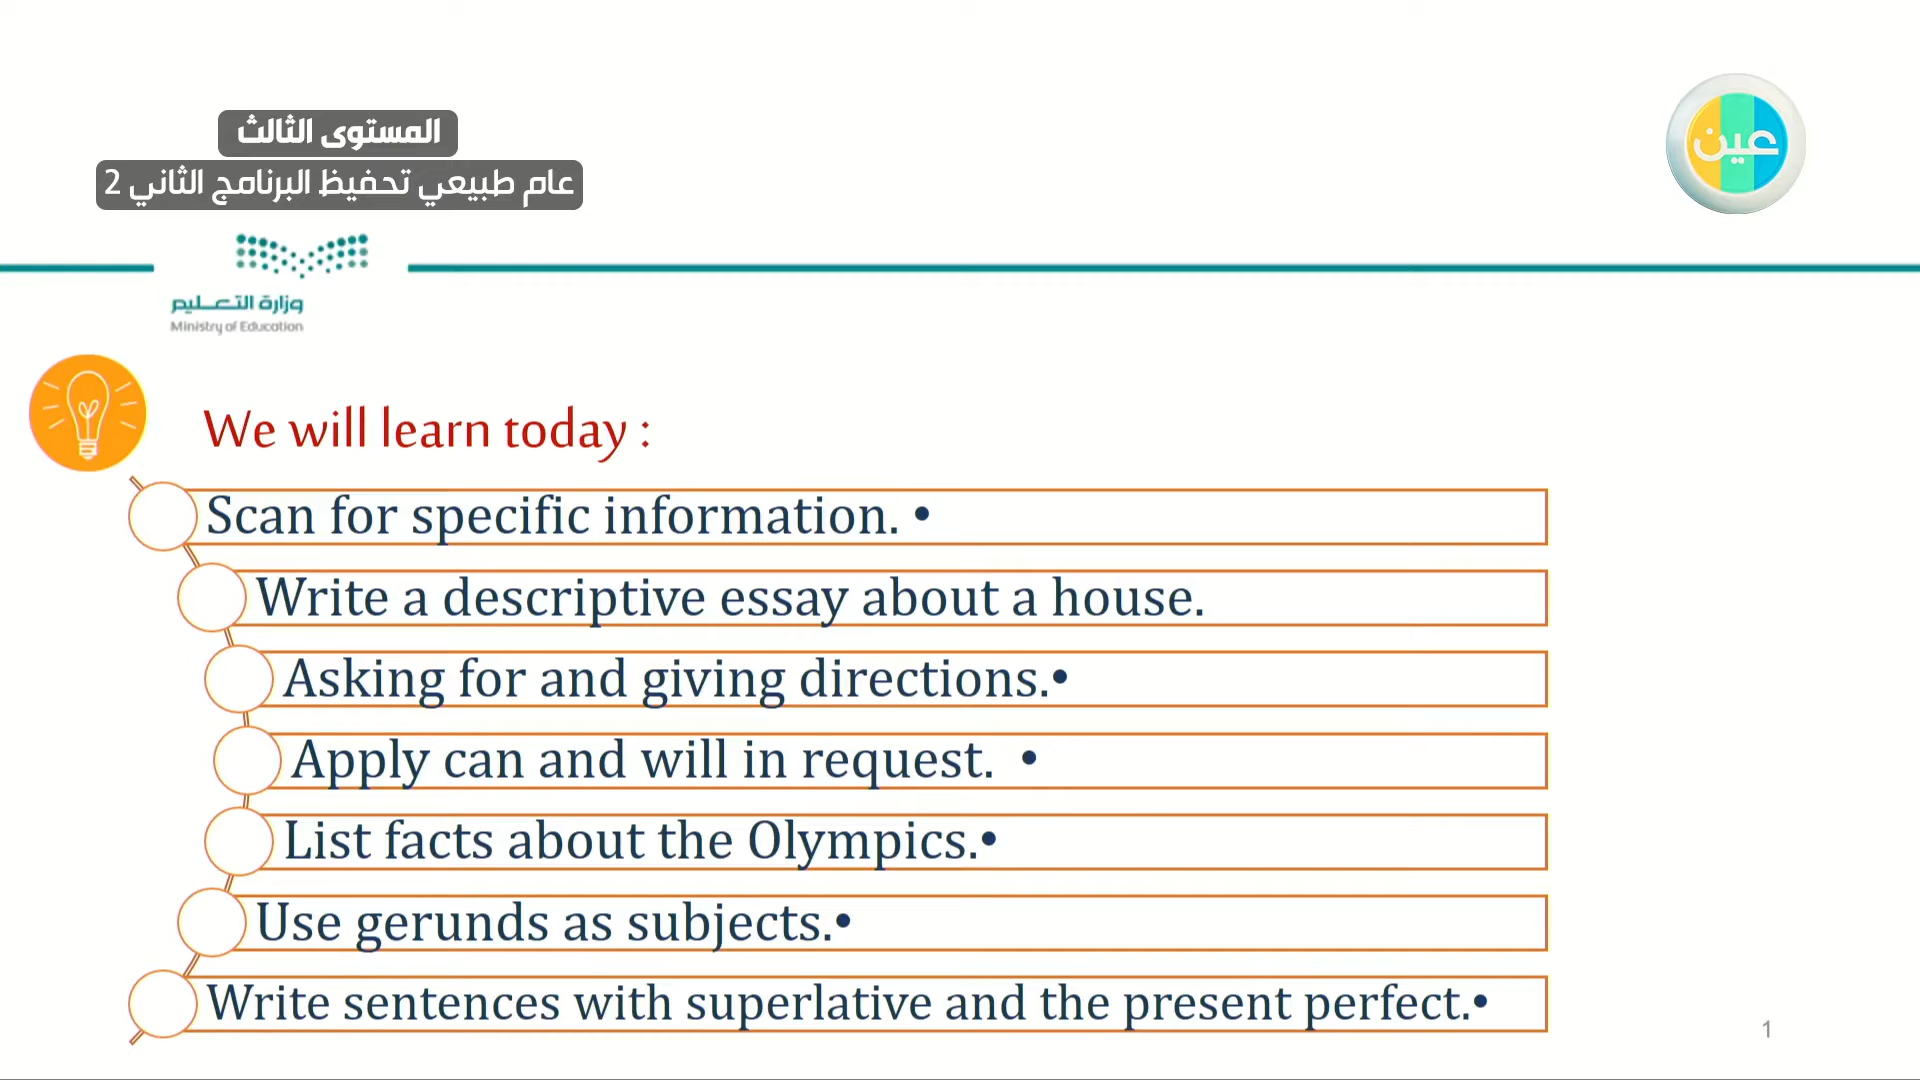 المستوى الثالث
عام طبيعي تحفيظ البرنامج الثاني 2
عين
وزارة التعليم
Ministry of Education
We will learn today :
Scan for specific information. •
Write a descriptive essay about a house.
Asking for and giving directions.•
Apply can and will in request. •
List facts about the Olympics.•
Use gerunds as subjects.•
Write sentences with superlative and the present perfect.•
1